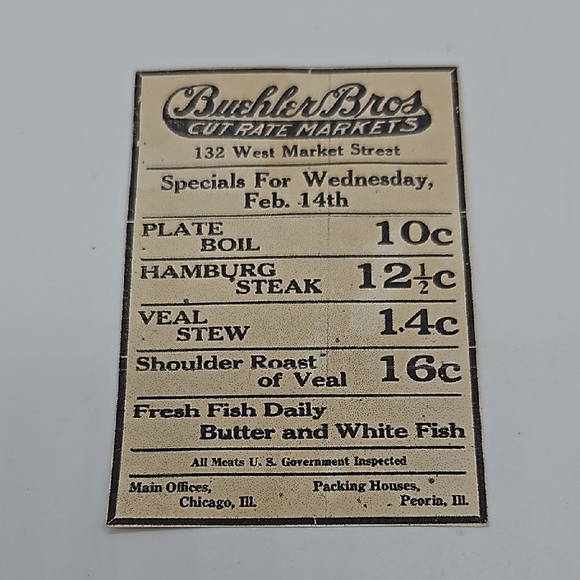 Buehler Bros
CUT RATE MARKETS
132 West Market Street
Specials For Wednesday,
Feb. 14th
PLATE
BOIL 10c
HAMBURG
STEAK 12½c
VEAL
STEW 14c
Shoulder Roast
of Veal 16c
Fresh Fish Daily
Butter and White Fish
All Meats U. S. Government Inspected
Main Offices, Packing Houses,
Chicago, Ill. Peoria, Ill.